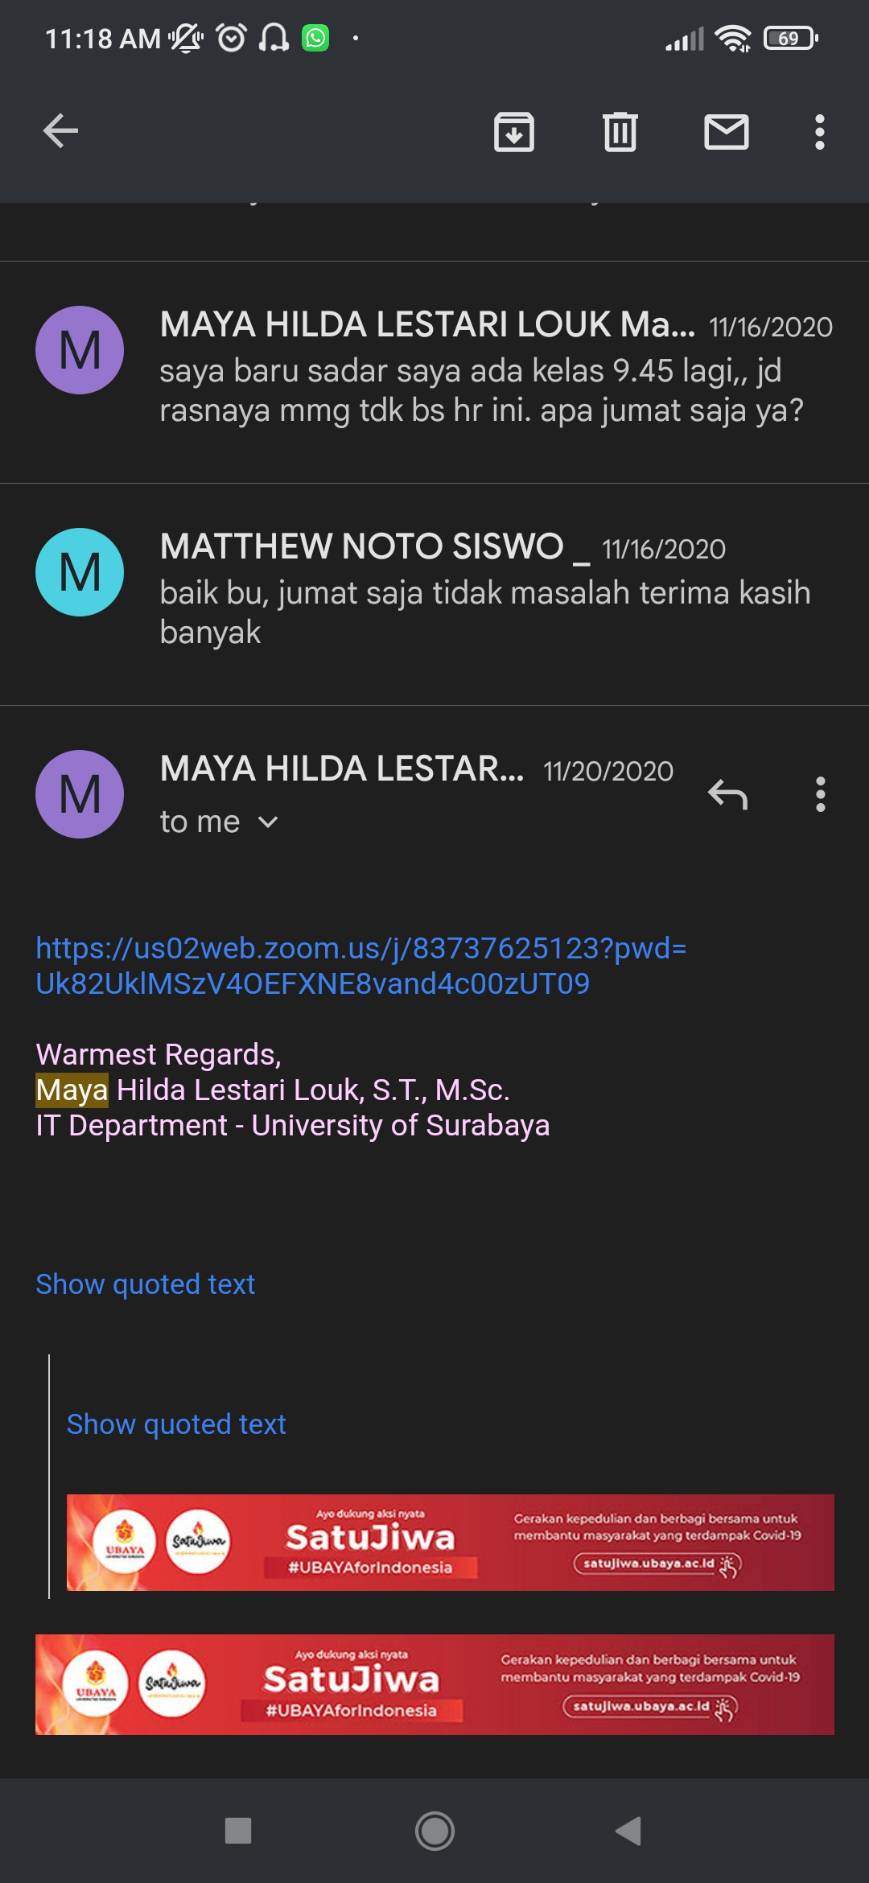 11:18 AM
69
MAYA HILDA LESTARI LOUK Ma... 11/16/2020
saya baru sadar saya ada kelas 9.45 lagi,, jd
rasnaya mmg tdk bs hr ini. apa jumat saja ya?
M
MATTHEW NOTO SISWO _ 11/16/2020
baik bu, jumat saja tidak masalah terima kasih
banyak
M
MAYA HILDA LESTAR... 11/20/2020
to me
M
https://us02web.zoom.us/j/83737625123?pwd=
Uk82UklMSzV4OEFXNE8vand4c00zUT09
Warmest Regards,
Maya Hilda Lestari Louk, S.T., M.Sc.
IT Department - University of Surabaya
Show quoted text
Show quoted text
UBAYA
SatuJiwa
Ayo dukung aksi nyata
SatuJiwa
#UBAYAforIndonesia
Gerakan kepedulian dan berbagi bersama untuk
membantu masyarakat yang terdampak Covid-19
satujiwa.ubaya.ac.id
UBAYA
SatuJiwa
Ayo dukung aksi nyata
SatuJiwa
#UBAYAforIndonesia
Gerakan kepedulian dan berbagi bersama untuk
membantu masyarakat yang terdampak Covid-19
satujiwa.ubaya.ac.id